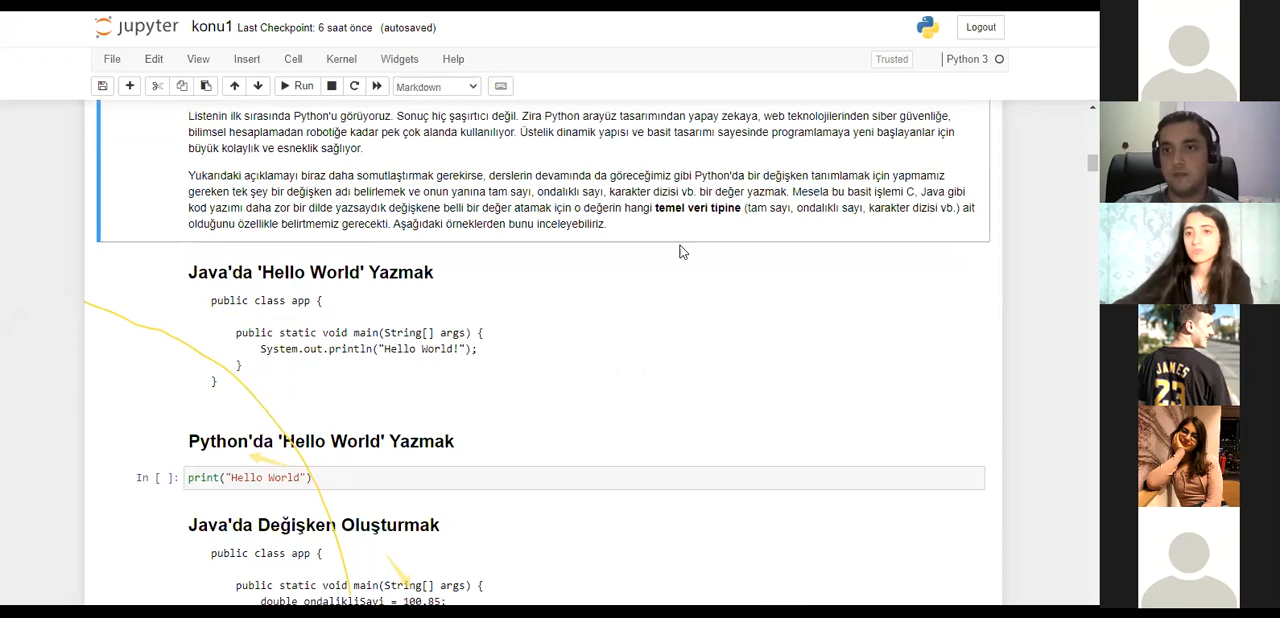 jupyter konu1 Last Checkpoint: 6 saat önce (autosaved)
Logout
File Edit View Insert Cell Kernel Widgets Help
Trusted
Python 3
Run
Markdown
Listenin ilk sırasında Python'u görüyoruz. Sonuç hiç şaşırtıcı değil. Zira Python arayüz tasarımından yapay zekaya, web teknolojilerinden siber güvenliğe,
bilimsel hesaplamadan robotiğe kadar pek çok alanda kullanılıyor. Üstelik dinamik yapısı ve basit tasarımı sayesinde programlamaya yeni başlayanlar için
büyük kolaylık ve esneklik sağlıyor.
Yukarıdaki açıklamayı biraz daha somutlaştırmak gerekirse, derslerin devamında da göreceğimiz gibi Python'da bir değişken tanımlamak için yapmamız
gereken tek şey bir değişken adı belirlemek ve onun yanına tam sayı, ondalıklı sayı, karakter dizisi vb. bir değer yazmak. Mesela bu basit işlemi C, Java gibi
kod yazımı daha zor bir dilde yazsaydık değişkene belli bir değer atamak için o değerin hangi temel veri tipine (tam sayı, ondalıklı sayı, karakter dizisi vb.) ait
olduğunu özellikle belirtmemiz gerecekti. Aşağıdaki örneklerden bunu inceleyebiliriz.
Java'da 'Hello World' Yazmak
public class app {
public static void main(String[] args) {
System.out.println("Hello World!");
}
}
Python'da 'Hello World' Yazmak
In [ ]: print("Hello World")
Java'da Değişken Oluşturmak
public class app {
public static void main(String[] args) {
double ondalikliSayi = 100.85;
JAMES
23